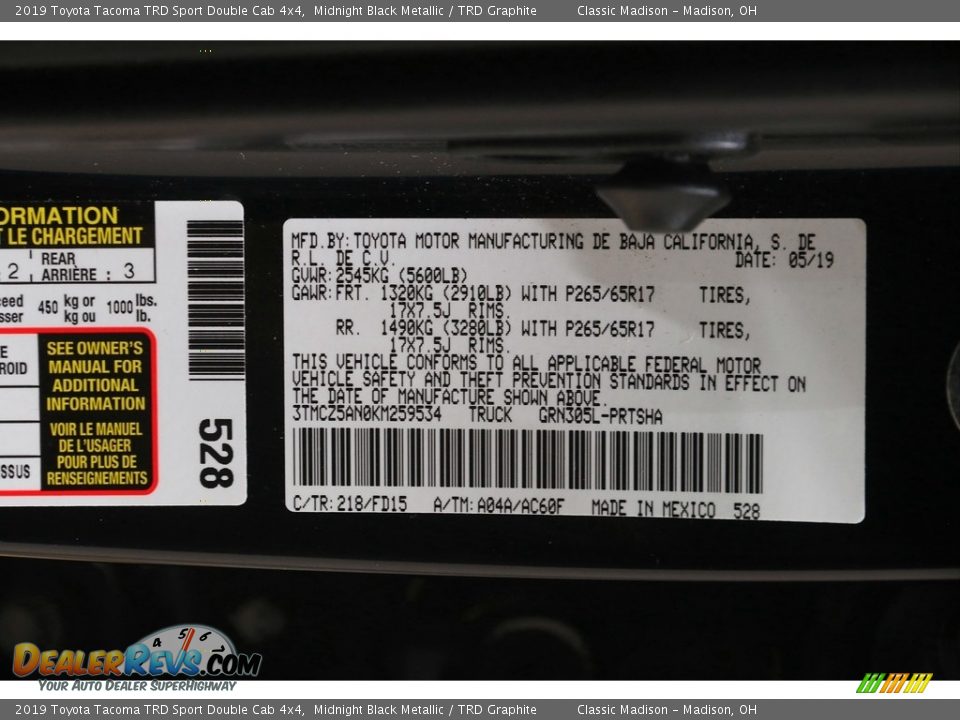 2019 Toyota Tacoma TRD Sport Double Cab 4x4, Midnight Black Metallic / TRD Graphite Classic Madison - Madison, OH
ORMATION
LE CHARGEMENT
2 REAR ARRIÈRE : 3
450 kg or kg ou 1000 lbs. lb.
SEE OWNER'S
MANUAL FOR
ADDITIONAL
INFORMATION
VOIR LE MANUEL
DE L'USAGER
POUR PLUS DE
RENSEIGNEMENTS
528
MFD.BY:TOYOTA MOTOR MANUFACTURING DE BAJA CALIFORNIA, S. DE
R.L. DE C.V. DATE: 05/19
GVWR:2545KG (5600LB)
GAWR:FRT. 1320KG (2910LB) WITH P265/65R17 TIRES,
17X7.5J RIMS.
RR. 1490KG (3280LB) WITH P265/65R17 TIRES,
17X7.5J RIMS.
THIS VEHICLE CONFORMS TO ALL APPLICABLE FEDERAL MOTOR
VEHICLE SAFETY AND THEFT PREVENTION STANDARDS IN EFFECT ON
THE DATE OF MANUFACTURE SHOWN ABOVE.
3TMCZ5AN0KM259534 TRUCK GRN305L-PRTSHA
C/TR:218/FD15 A/TM:A04A/AC60F MADE IN MEXICO 528
4 5 6
DEALERREVS.COM
YOUR AUTO DEALER SUPERHIGHWAY
2019 Toyota Tacoma TRD Sport Double Cab 4x4, Midnight Black Metallic / TRD Graphite Classic Madison - Madison, OH